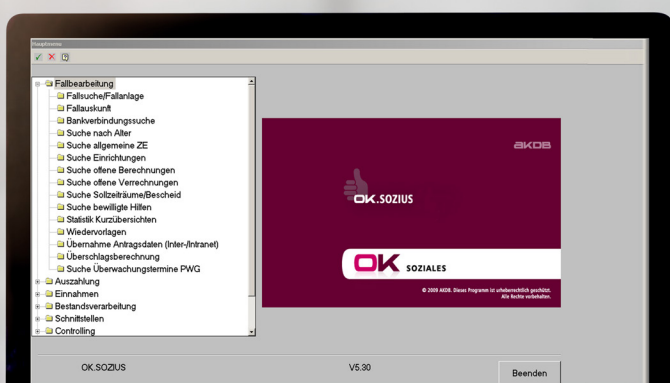 Hauptmenü
Fallbearbeitung
Fallsuche/Fallanlage
Fallauskunft
Bankverbindungssuche
Suche nach Alter
Suche allgemeine ZE
Suche Einrichtungen
Suche offene Berechnungen
Suche offene Verrechnungen
Suche Sollzeiträume/Bescheid
Suche bewilligte Hilfen
Statistik Kurzübersichten
Wiedervorlagen
Übernahme Antragsdaten (Inter-/Intranet)
Überschlagsberechnung
Suche Überwachungstermine PWG
Auszahlung
Einnahmen
Bestandsverarbeitung
Schnittstellen
Controlling
AKDB
OK.SOZIUS
OK SOZIALES
© 2009 AKDB. Dieses Programm ist urheberrechtlich geschützt.
Alle Rechte vorbehalten.
OK.SOZIUS V5.30 Beenden